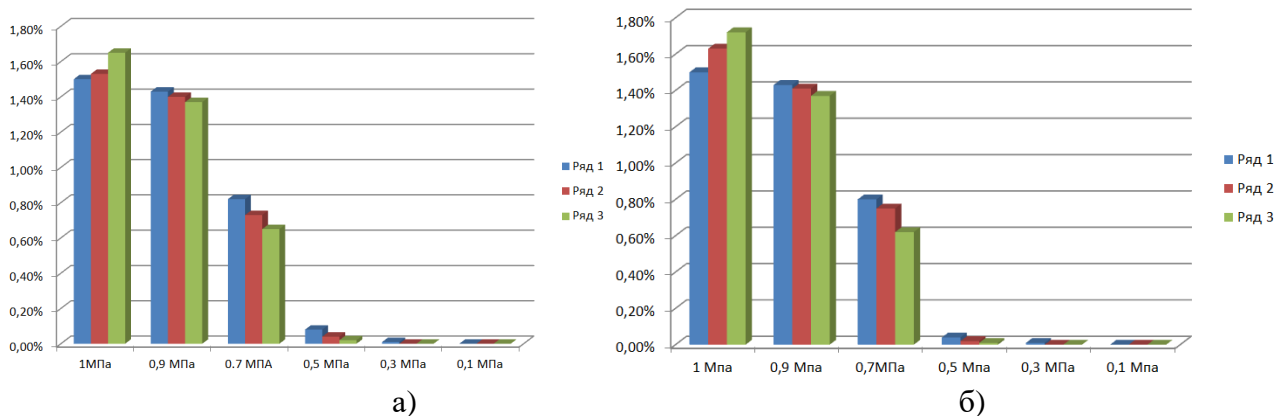 1,80%
1,60%
1,40%
1,20%
1,00%
0,80%
0,60%
0,40%
0,20%
0,00%
1МПа 0,9 МПа 0.7 МПА 0,5 МПа 0,3 МПа 0,1 МПа
Ряд 1
Ряд 2
Ряд 3
а)
1,80%
1,60%
1,40%
1,20%
1,00%
0,80%
0,60%
0,40%
0,20%
0,00%
1 Мпа 0,9 Мпа 0,7МПа 0,5 Мпа 0,3 МПа 0,1 Мпа
Ряд 1
Ряд 2
Ряд 3
б)